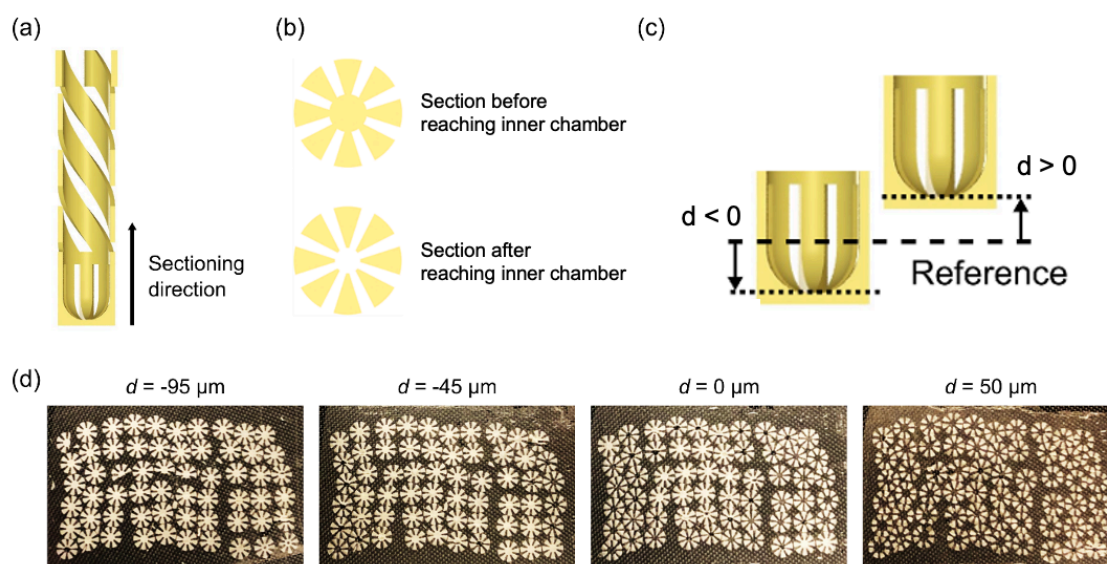 (a)
Sectioning
direction
(b)
Section before
reaching inner chamber
Section after
reaching inner chamber
(c)
d > 0
d < 0
Reference
(d)
d = -95 μm
d = -45 μm
d = 0 μm
d = 50 μm